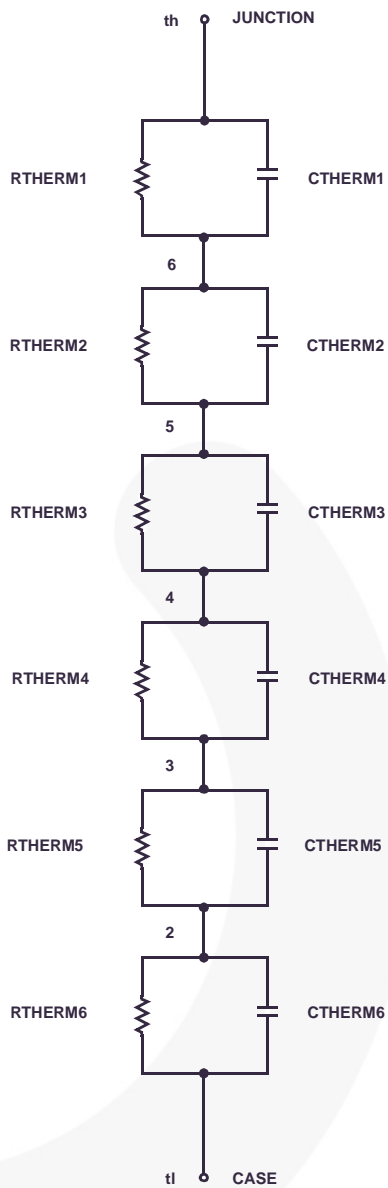 th JUNCTION
RTHERM1 CTHERM1
6
RTHERM2 CTHERM2
5
RTHERM3 CTHERM3
4
RTHERM4 CTHERM4
3
RTHERM5 CTHERM5
2
RTHERM6 CTHERM6
tl CASE